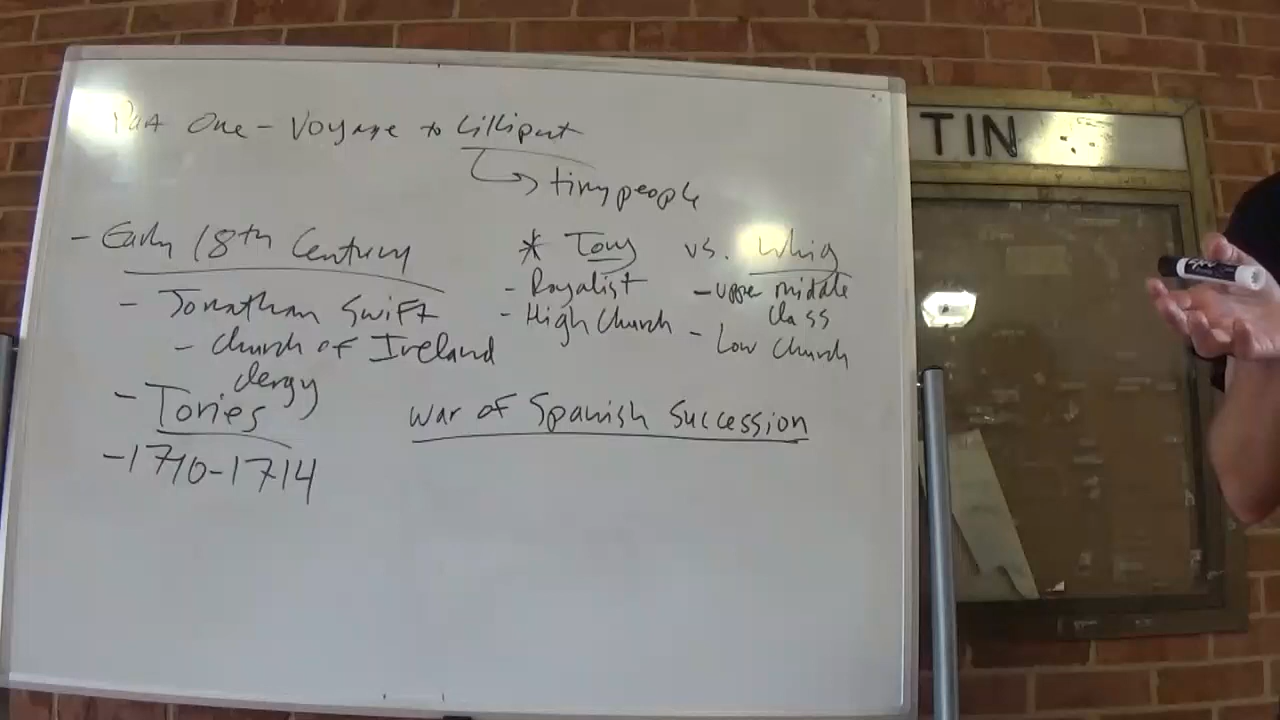 Part One - Voyage to Lilliput
tiny people
- Early 18th Century
- Jonathan Swift
- Church of Ireland
clergy
- Tories
- 1710-1714
* Tory vs. Whig
- Royalist
- High Church
- upper middle
class
- Low Church
War of Spanish Succession
TIN